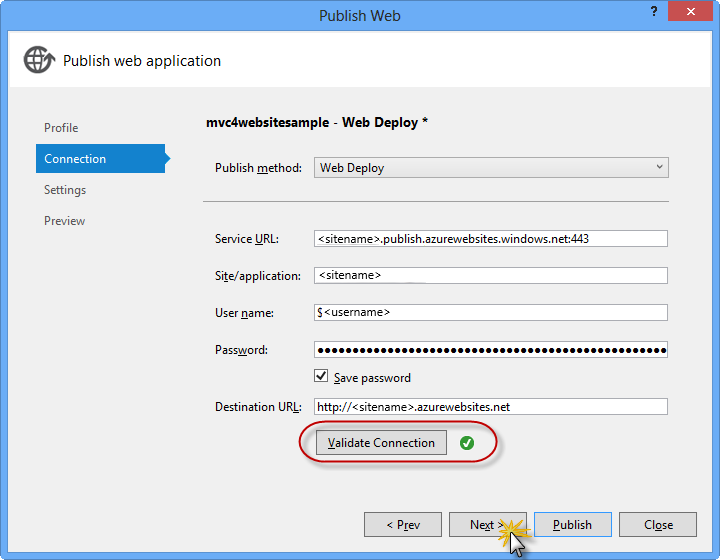 Publish Web
?
Publish web application
Profile
Connection
Settings
Preview
mvc4websitesample - Web Deploy *
Publish method: Web Deploy
Service URL: <sitename>.publish.azurewebsites.windows.net:443
Site/application: <sitename>
User name: $<username>
Password: ●●●●●●●●●●●●●●●●●●●●●●●●●●●●●●●●●●●●●●●●●●●●●●●●●●
Save password
Destination URL: http://<sitename>.azurewebsites.net
Validate Connection
< Prev Next > Publish Close